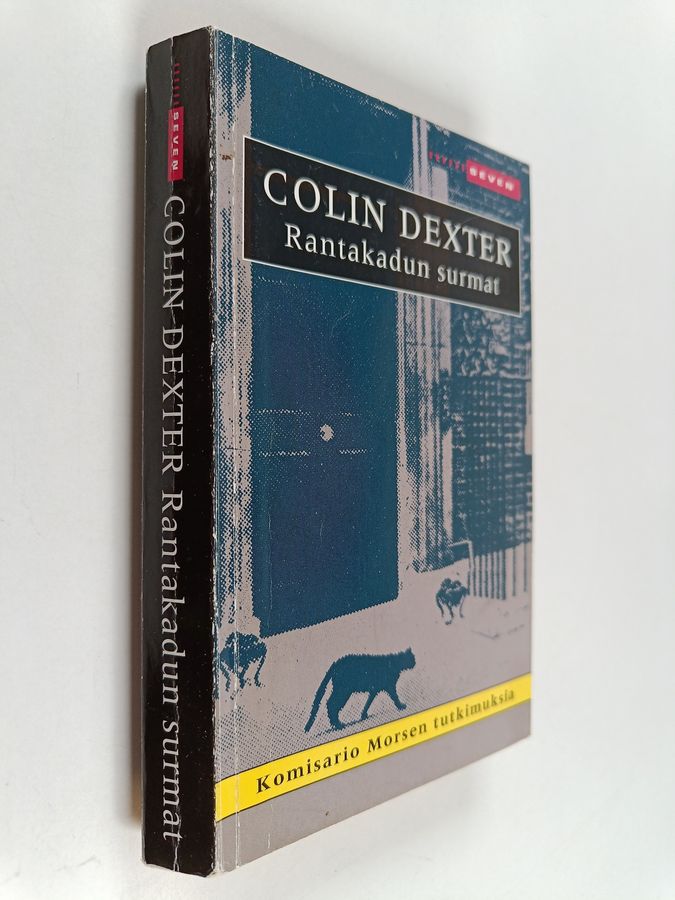 SEVEN
COLIN DEXTER Rantakadun surmat
SEVEN
COLIN DEXTER
Rantakadun surmat
Komisario Morsen tutkimuksia